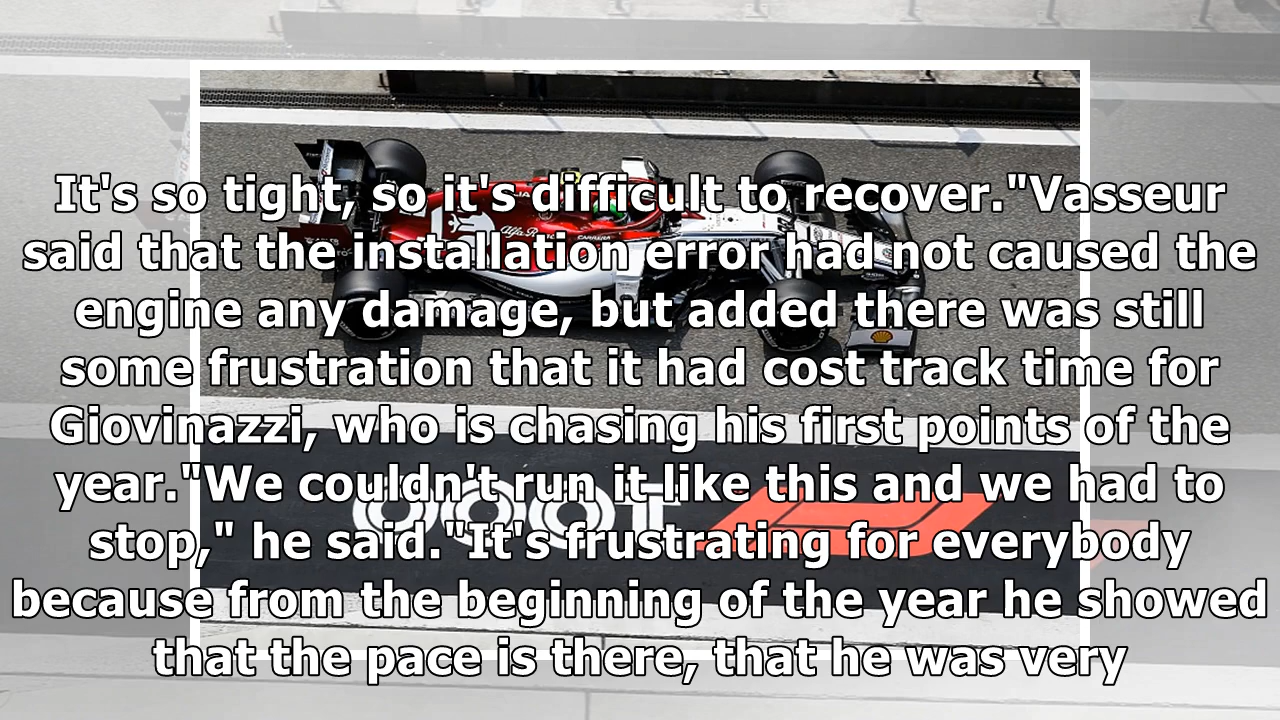 It's so tight, so it's difficult to recover."Vasseur
said that the installation error had not caused the
engine any damage, but added there was still
some frustration that it had cost track time for
Giovinazzi, who is chasing his first points of the
year."We couldn't run it like this and we had to
stop," he said."It's frustrating for everybody
because from the beginning of the year he showed
that the pace is there, that he was very